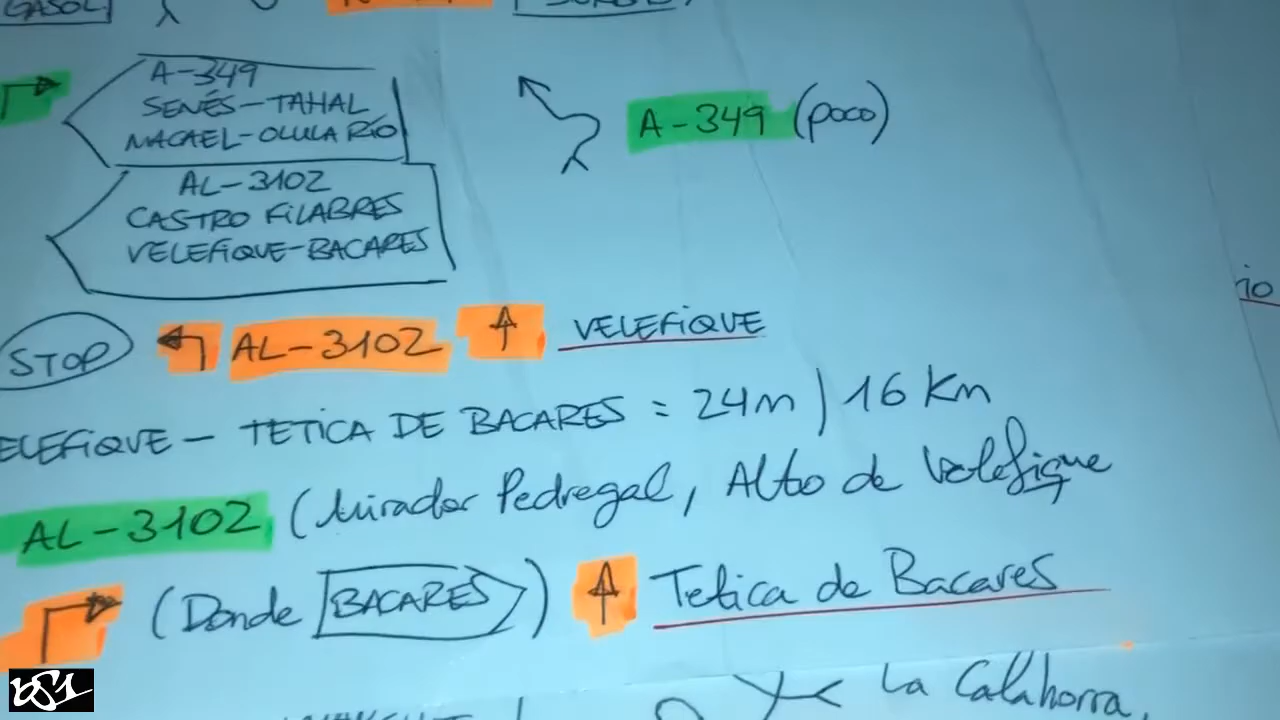 GASOL
A-349
SENÉS-TAHAL
MACAEL-OLULA RÍO
A-349 (poco)
AL-3102
CASTRO FILABRES
VELEFIQUE-BACARES
STOP AL-3102 VELEFIQUE
ELEFIQUE - TETICA DE BACARES = 24m | 16 Km
AL-3102 (Mirador Pedregal, Alto de Velefique
(Donde BACARES) Tetica de Bacares
La Calahorra,